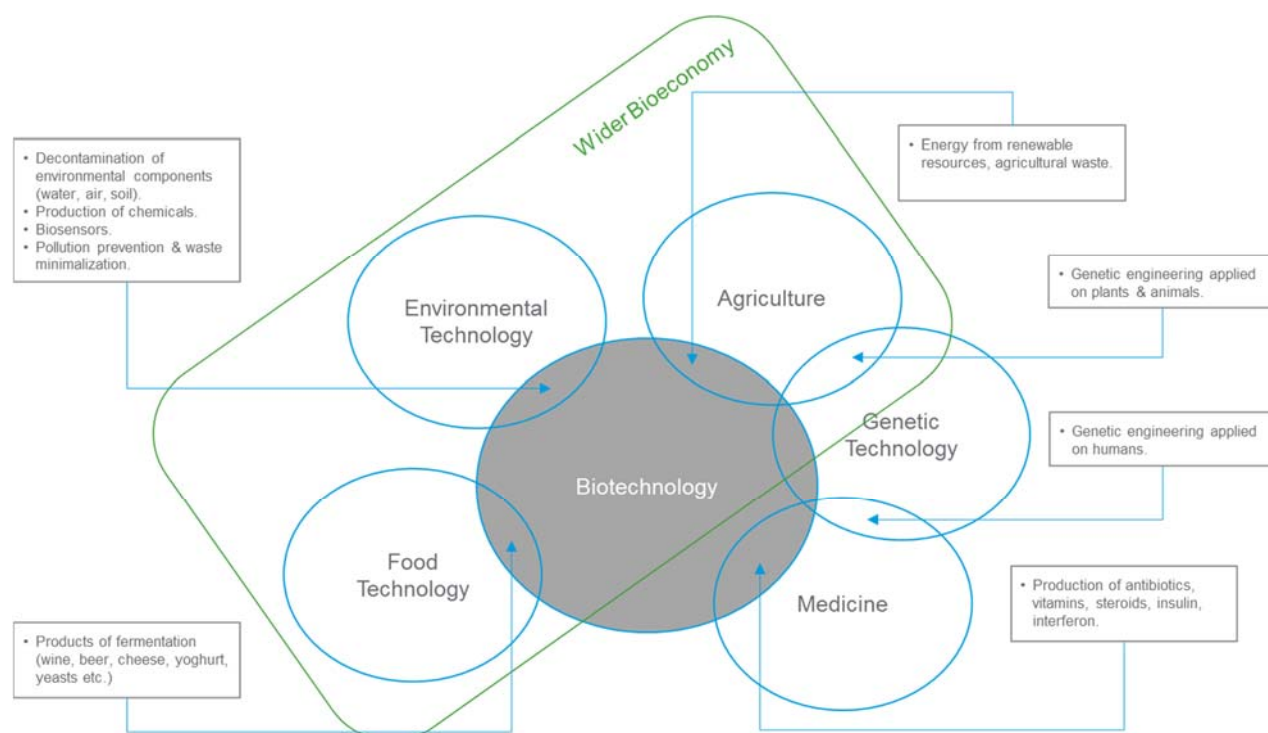 Wider Bioeconomy
• Decontamination of
environmental components
(water, air, soil).
• Production of chemicals.
• Biosensors.
• Pollution prevention & waste
minimalization.
• Energy from renewable
resources, agricultural waste.
Environmental
Technology
Agriculture
• Genetic engineering applied
on plants & animals.
Genetic
Technology
• Genetic engineering applied
on humans.
Biotechnology
Food
Technology
Medicine
• Production of antibiotics,
vitamins, steroids, insulin,
interferon.
• Products of fermentation
(wine, beer, cheese, yoghurt,
yeasts etc.)